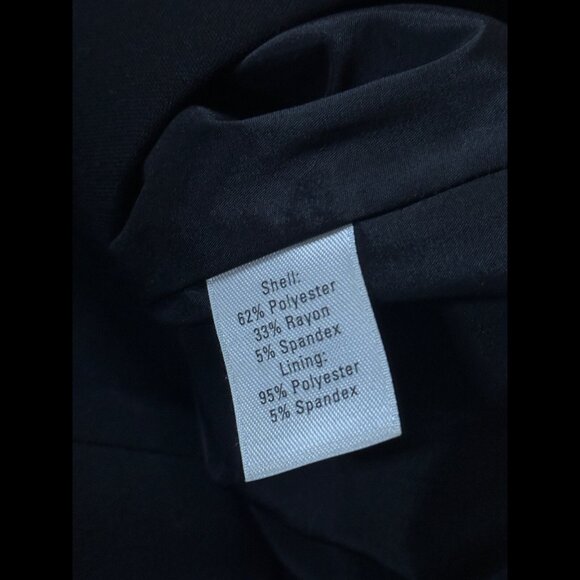 Shell:
62% Polyester
33% Rayon
5% Spandex
Lining:
95% Polyester
5% Spandex